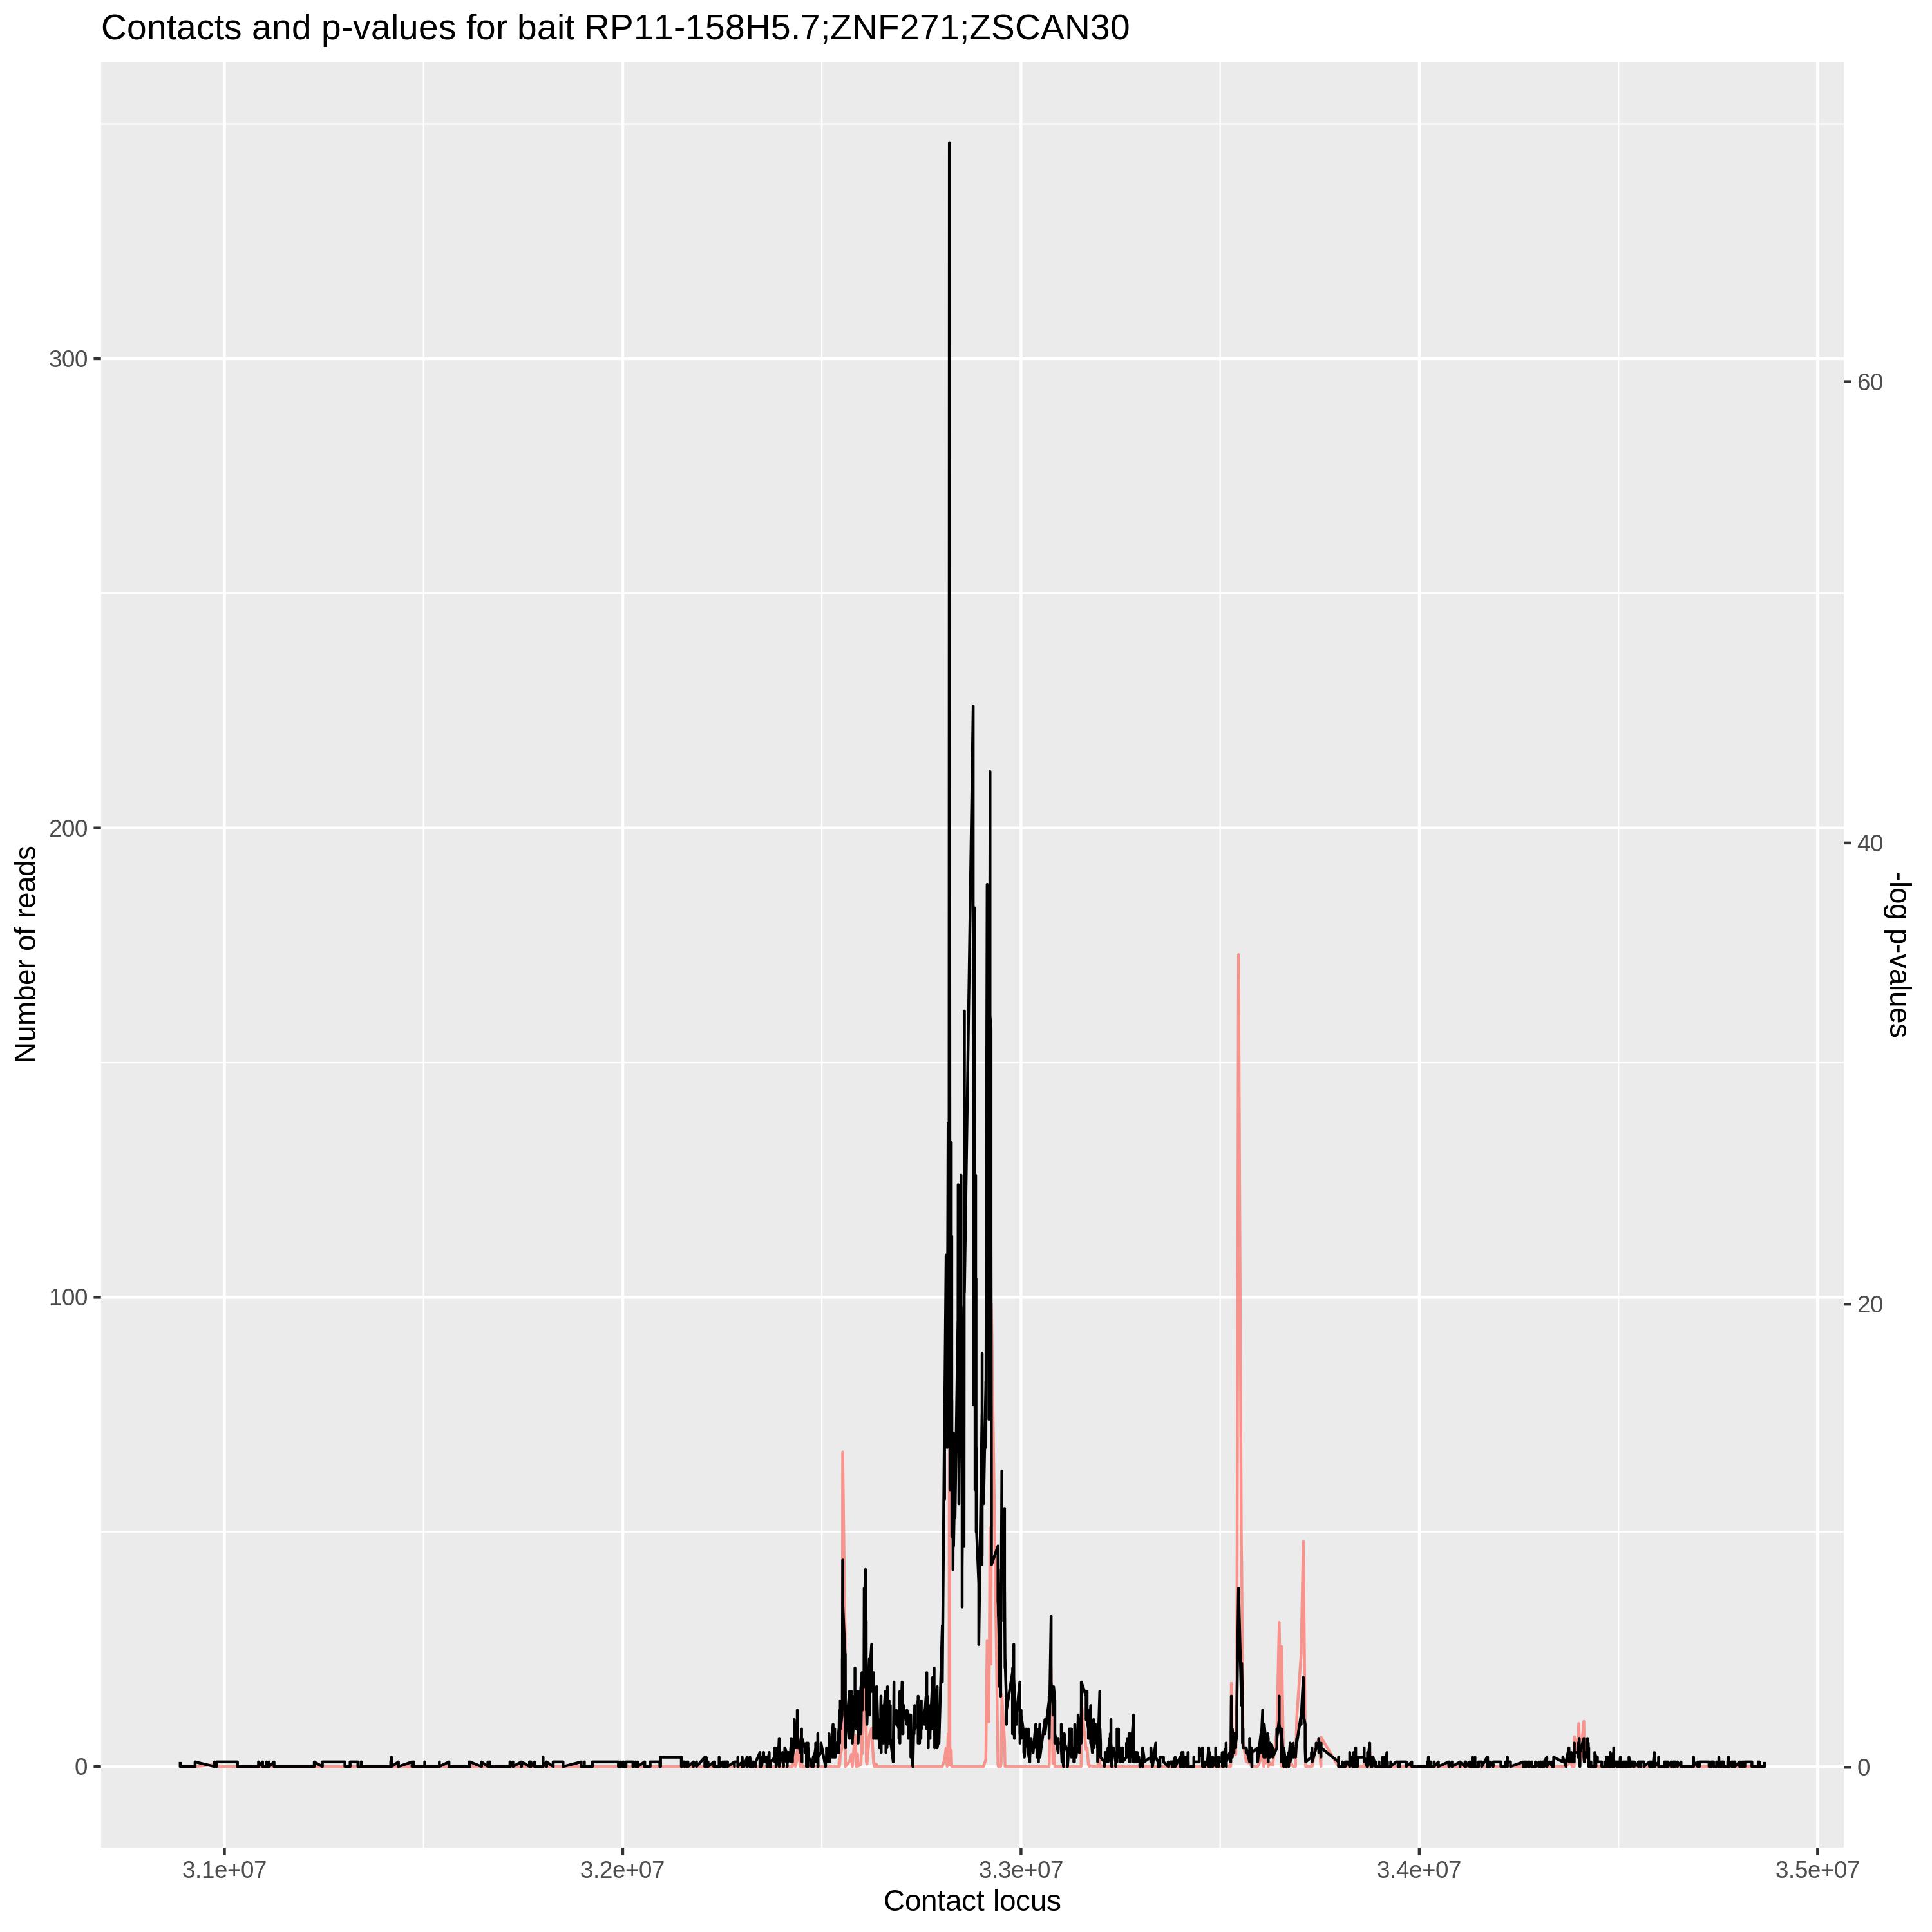 Contacts and p-values for bait RP11-158H5.7;ZNF271;ZSCAN30
300
200
100
0
Number of reads
60
40
20
0
-log p-values
3.1e+07
3.2e+07
3.3e+07
3.4e+07
3.5e+07
Contact locus